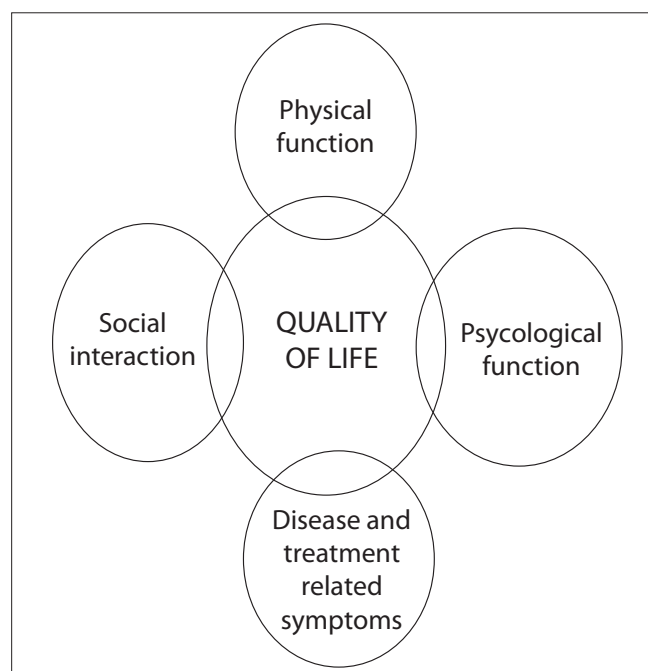 Physical
function
Social
interaction
QUALITY
OF LIFE
Psycological
function
Disease and
treatment
related
symptoms